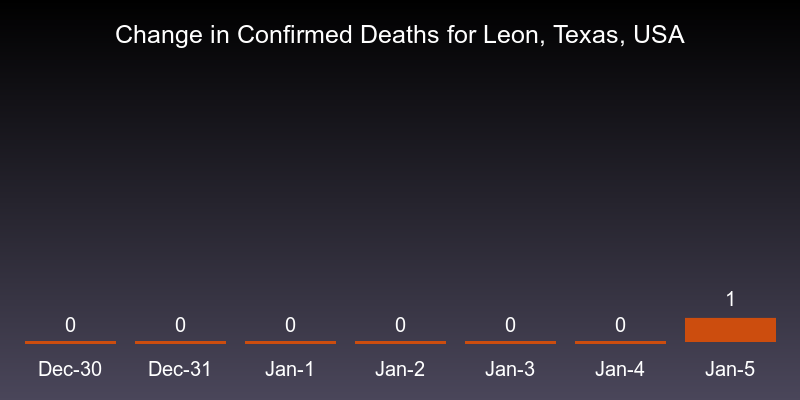 Change in Confirmed Deaths for Leon, Texas, USA
0 0 0 0 0 0 1
Dec-30 Dec-31 Jan-1 Jan-2 Jan-3 Jan-4 Jan-5